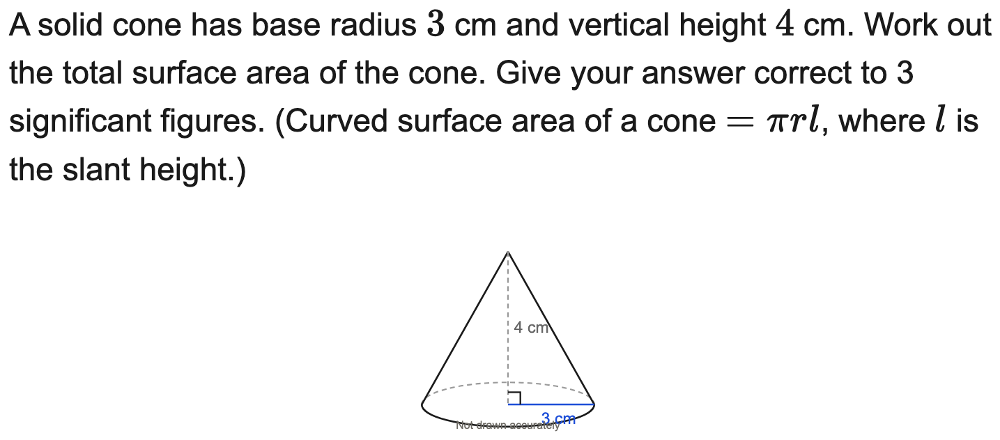 A solid cone has base radius 3 cm and vertical height 4 cm. Work out
the total surface area of the cone. Give your answer correct to 3
significant figures. (Curved surface area of a cone = πrl, where l is
the slant height.)
4 cm
3 cm
Not drawn accurately